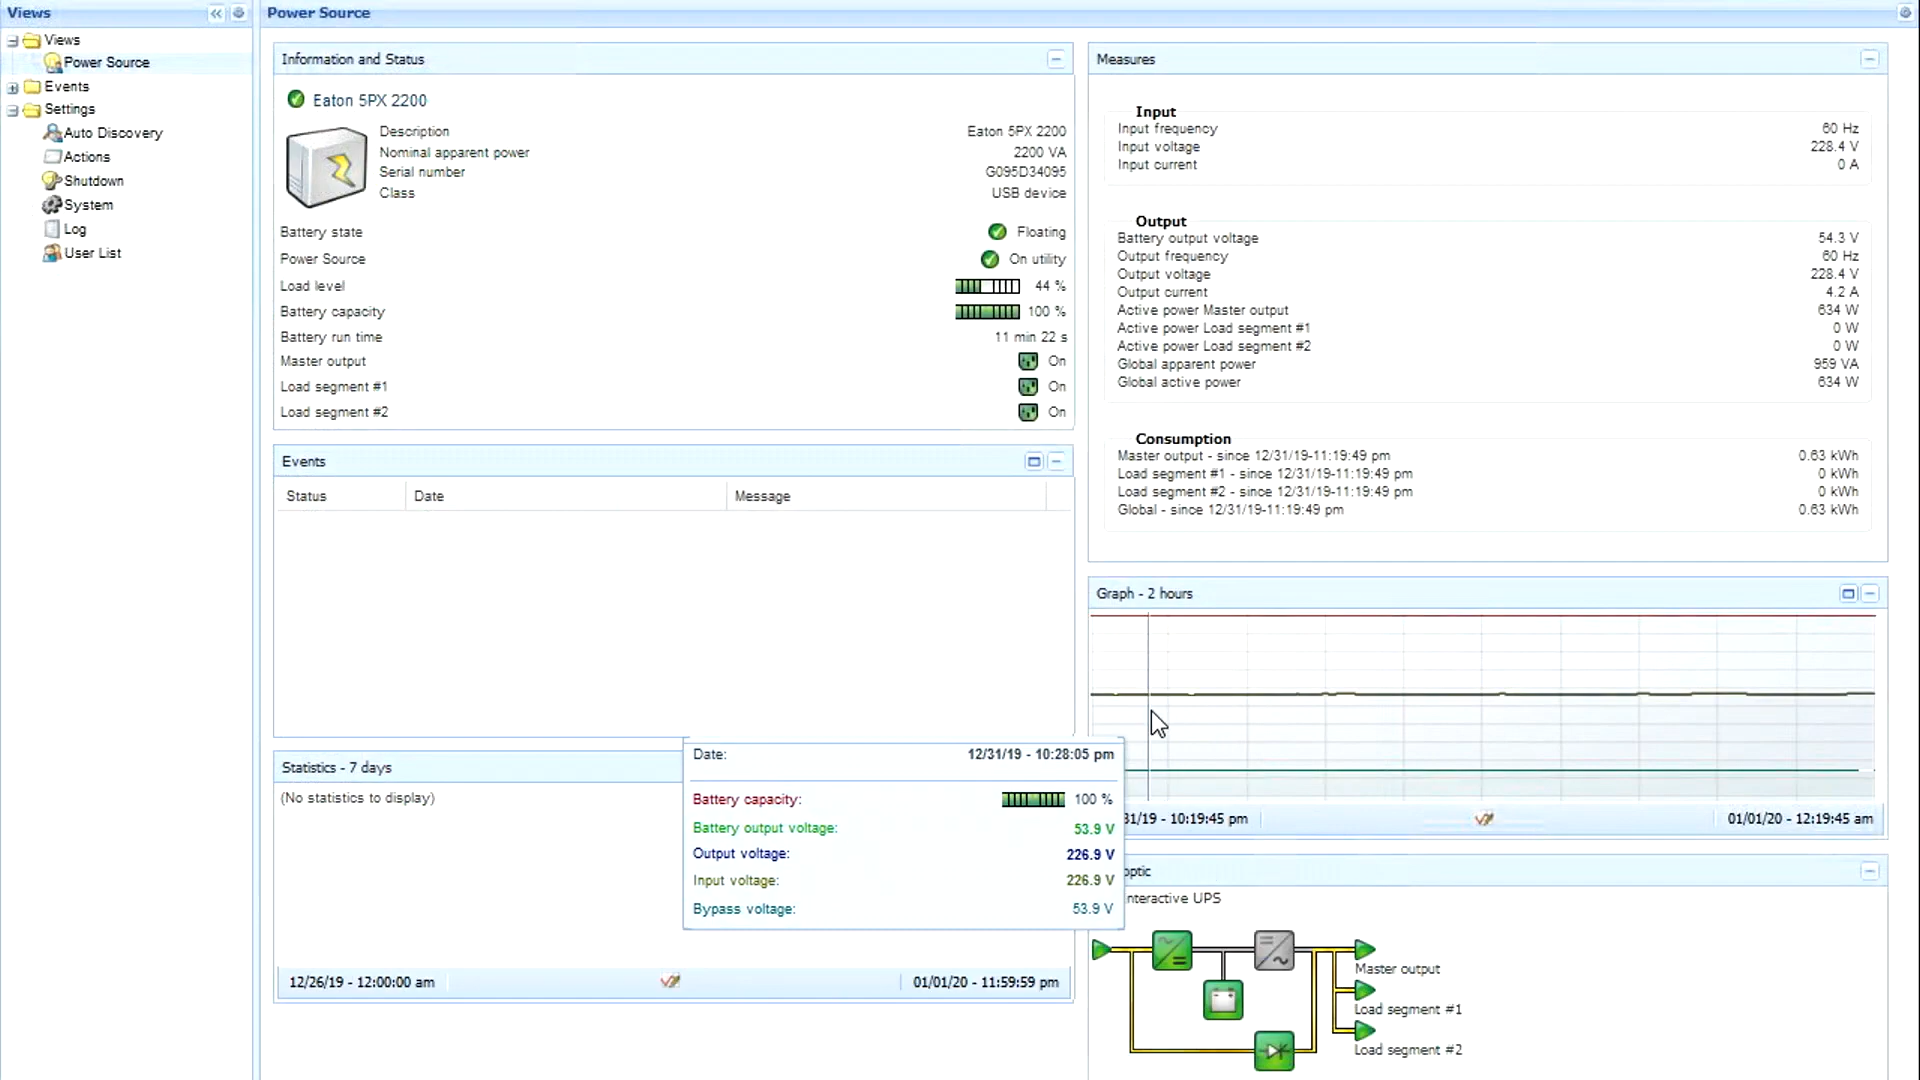 Views
Views
Power Source
Events
Settings
Auto Discovery
Actions
Shutdown
System
Log
User List
Power Source
Information and Status
Eaton 5PX 2200
Description Eaton 5PX 2200
Nominal apparent power 2200 VA
Serial number G095D34095
Class USB device
Battery state Floating
Power Source On utility
Load level 44 %
Battery capacity 100 %
Battery run time 11 min 22 s
Master output On
Load segment #1 On
Load segment #2 On
Events
Status Date Message
Statistics - 7 days
(No statistics to display)
12/26/19 - 12:00:00 am 01/01/20 - 11:59:59 pm
Date: 12/31/19 - 10:28:05 pm
Battery capacity: 100 %
Battery output voltage: 53.9 V
Output voltage: 226.9 V
Input voltage: 226.9 V
Bypass voltage: 53.9 V
Measures
Input
Input frequency 60 Hz
Input voltage 228.4 V
Input current 0 A
Output
Battery output voltage 54.3 V
Output frequency 60 Hz
Output voltage 228.4 V
Output current 4.2 A
Active power Master output 634 W
Active power Load segment #1 0 W
Active power Load segment #2 0 W
Global apparent power 959 VA
Global active power 634 W
Consumption
Master output - since 12/31/19-11:19:49 pm 0.63 kWh
Load segment #1 - since 12/31/19-11:19:49 pm 0 kWh
Load segment #2 - since 12/31/19-11:19:49 pm 0 kWh
Global - since 12/31/19-11:19:49 pm 0.63 kWh
Graph - 2 hours
31/19 - 10:19:45 pm 01/01/20 - 12:19:45 am
optic
nteractive UPS
Master output
Load segment #1
Load segment #2